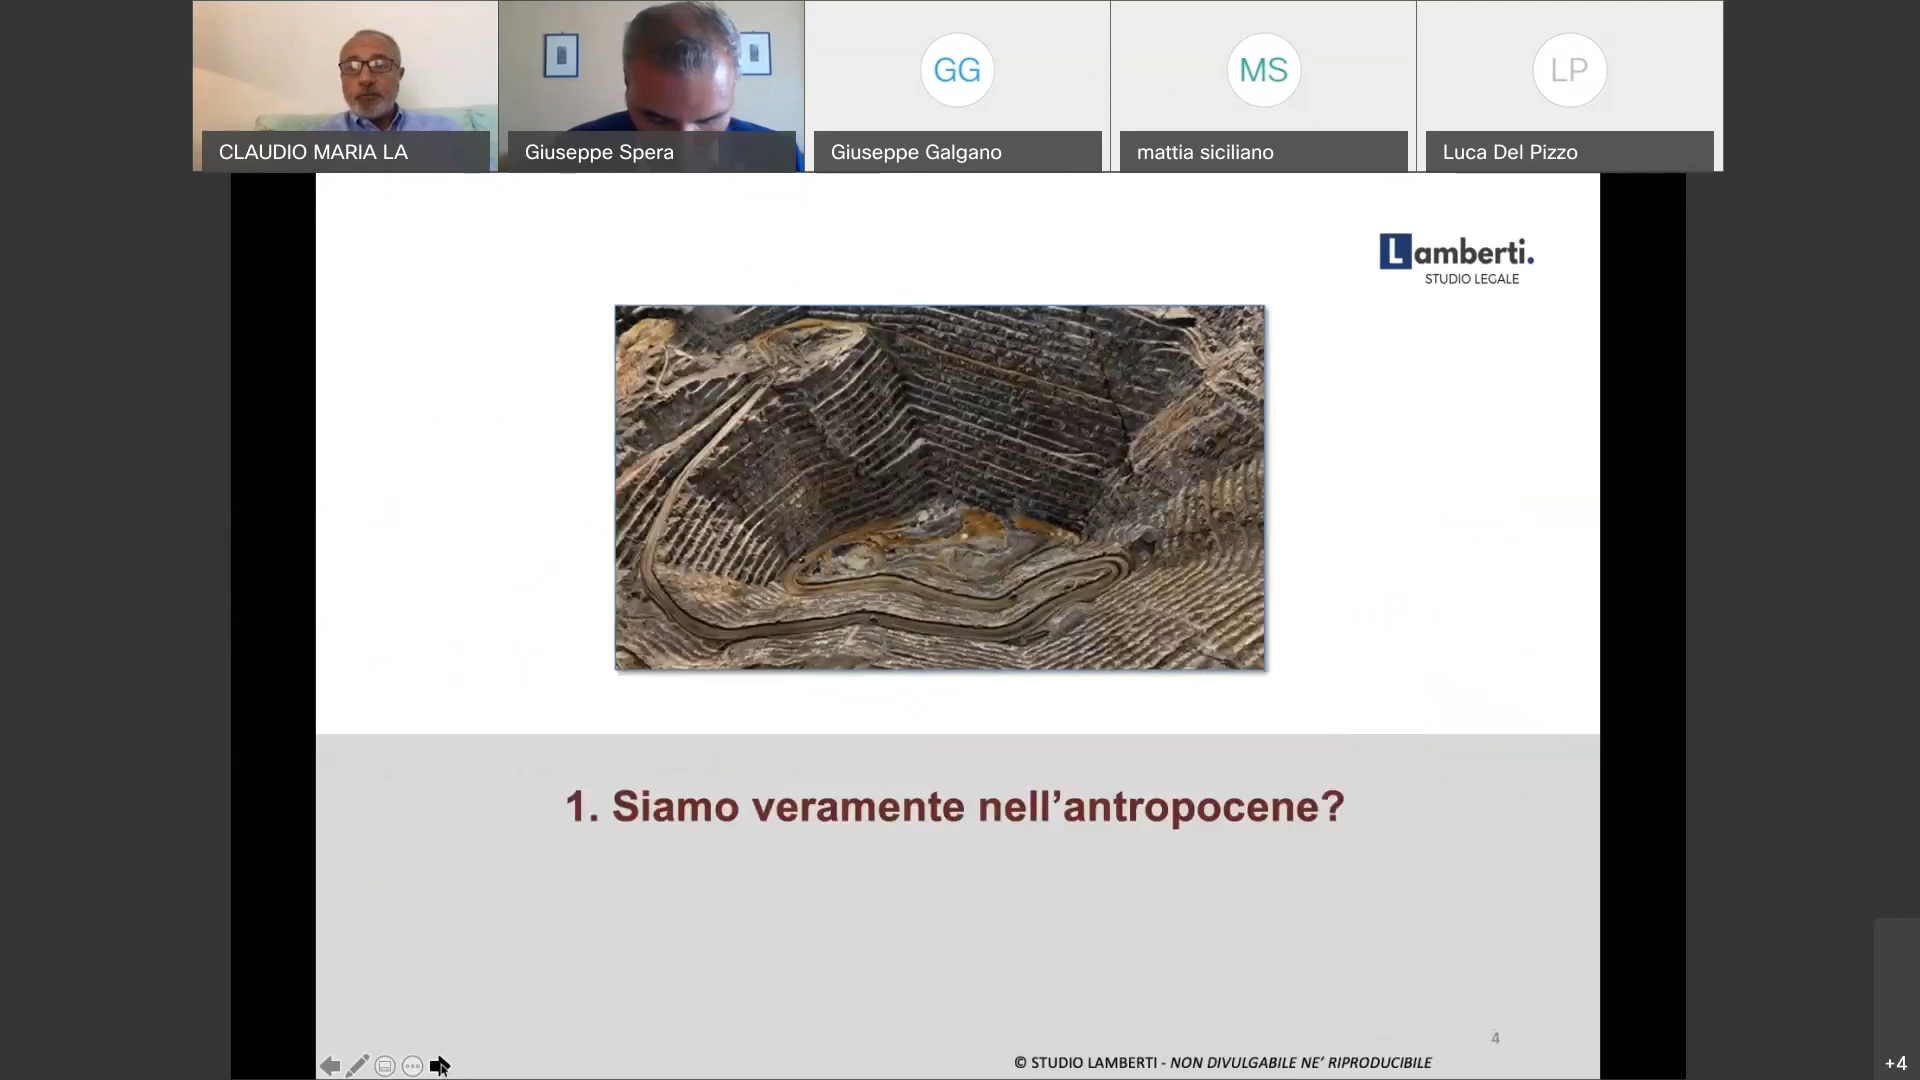 GG
MS
LP
CLAUDIO MARIA LA
Giuseppe Spera
Giuseppe Galgano
mattia siciliano
Luca Del Pizzo
Lamberti.
STUDIO LEGALE
1. Siamo veramente nell’antropocene?
4
© STUDIO LAMBERTI - NON DIVULGABILE NE’ RIPRODUCIBILE
+4